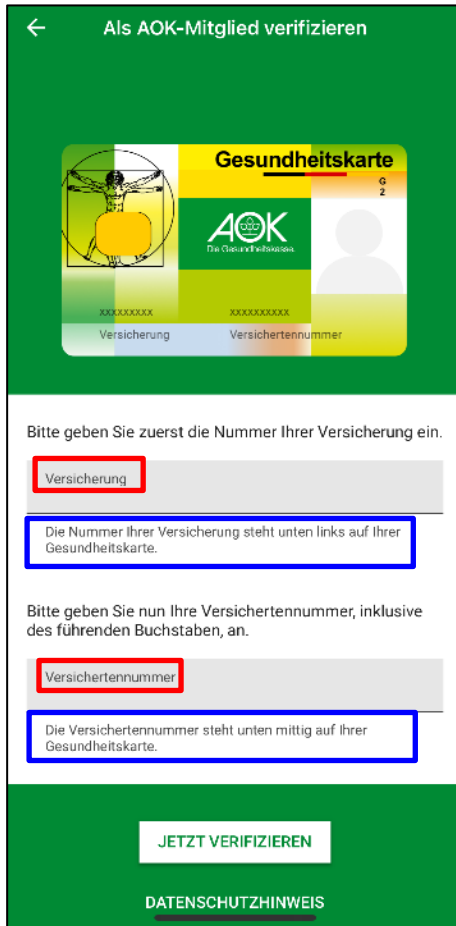 Als AOK-Mitglied verifizieren
Gesundheitskarte
G
2
AOK
Die Gesundheitskasse.
xxxxxxxxx
xxxxxxxxxx
Versicherung
Versichertennummer
Bitte geben Sie zuerst die Nummer Ihrer Versicherung ein.
Versicherung
Die Nummer Ihrer Versicherung steht unten links auf Ihrer
Gesundheitskarte.
Bitte geben Sie nun Ihre Versichertennummer, inklusive
des führenden Buchstaben, an.
Versichertennummer
Die Versichertennummer steht unten mittig auf Ihrer
Gesundheitskarte.
JETZT VERIFIZIEREN
DATENSCHUTZHINWEIS